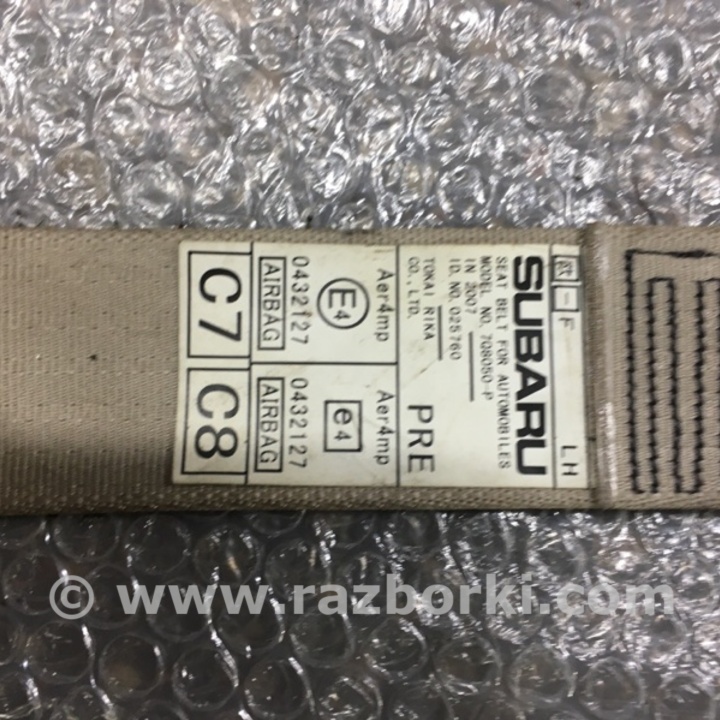 欧 - F LH
SUBARU
SEAT BELT FOR AUTOMOBILES
MODEL NO. 708050-P
IN 2007
ID. NO. 025760
TOKAI RIKA
CO., LTD.
PRE
Aer4mp
E4
0432127
AIRBAG
Aer4mp
e4
0432127
AIRBAG
C7 C8
© www.razborki.com